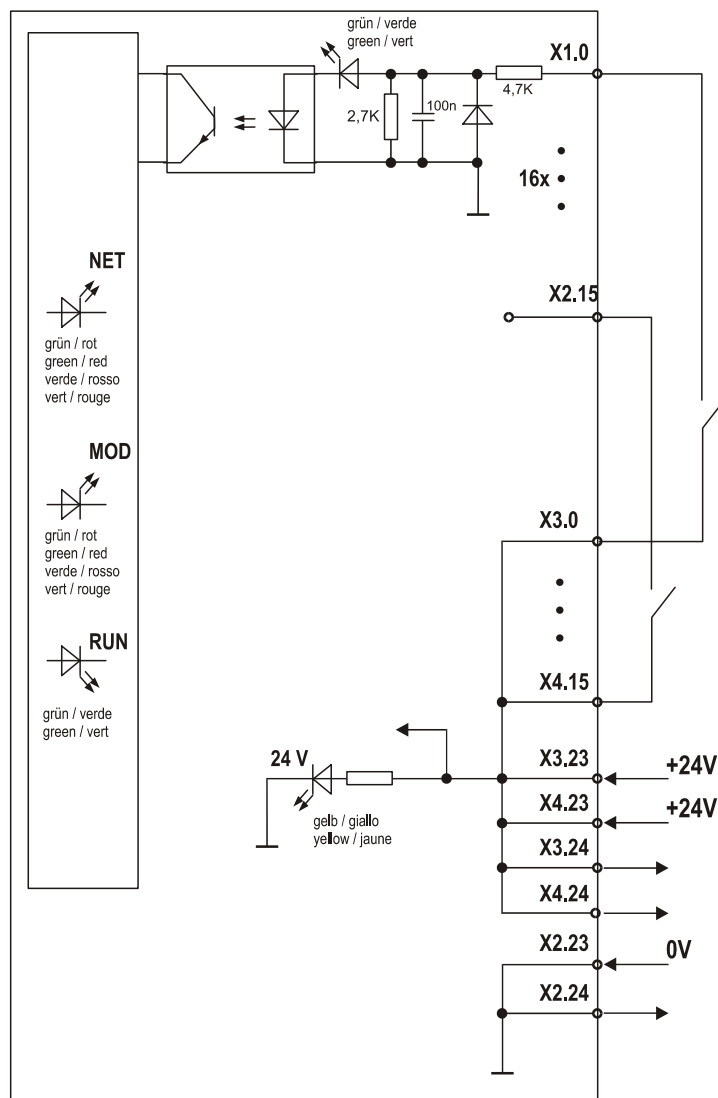 grün / verde
green / vert
X1.0
4,7K
2,7K
100n
16x
NET
grün / rot
green / red
verde / rosso
vert / rouge
X2.15
MOD
grün / rot
green / red
verde / rosso
vert / rouge
X3.0
RUN
grün / verde
green / vert
X4.15
24 V
gelb / giallo
yellow / jaune
X3.23
+24V
X4.23
+24V
X3.24
X4.24
X2.23
0V
X2.24